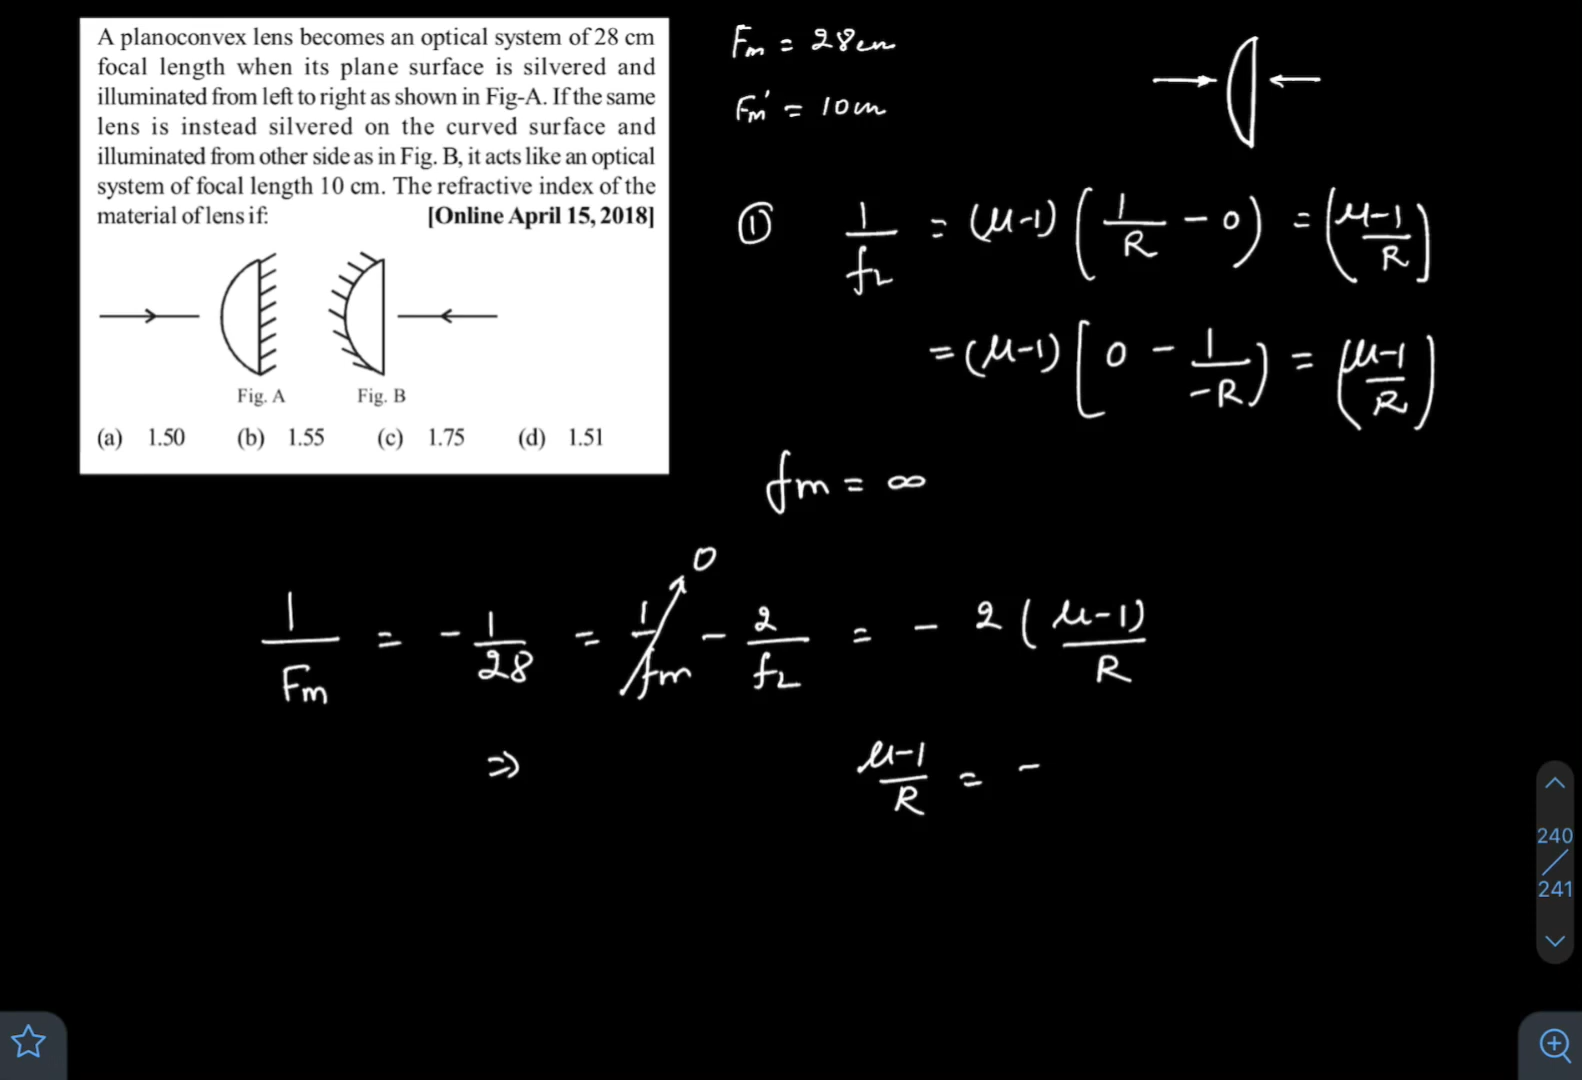 A planoconvex lens becomes an optical system of 28 cm
focal length when its plane surface is silvered and
illuminated from left to right as shown in Fig-A. If the same
lens is instead silvered on the curved surface and
illuminated from other side as in Fig. B, it acts like an optical
system of focal length 10 cm. The refractive index of the
material of lens if: [Online April 15, 2018]
Fig. A Fig. B
(a) 1.50 (b) 1.55 (c) 1.75 (d) 1.51
Fm = 28cm
Fm' = 10cm
① 1/f_L = (μ-1) (1/R - 0) = (μ-1/R)
= (μ-1) [0 - 1/-R) = (μ-1/R)
fm = ∞
1/Fm = - 1/28 = 1/fm → 0 - 2/f_L = - 2(μ-1)/R
⇒ μ-1/R = -
240
/
241